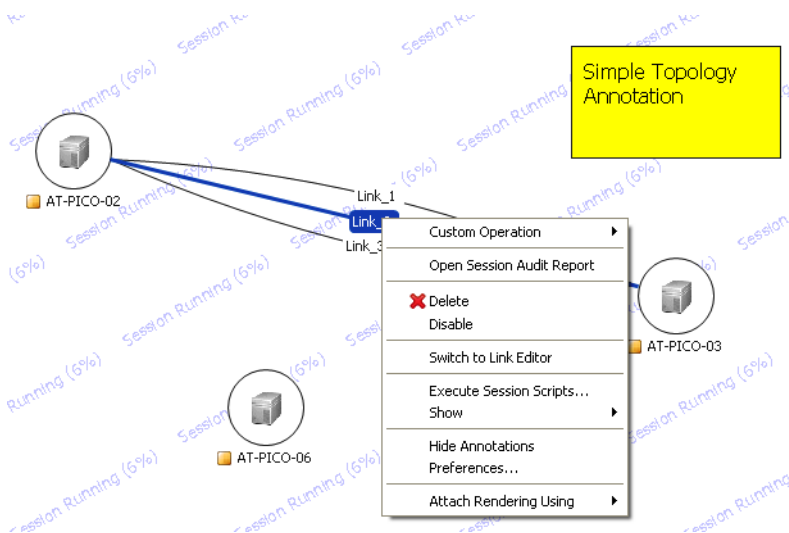 Session Running (6%)
Simple Topology
Annotation
AT-PICO-02
Link_1
Link_
Link_3
Custom Operation
Open Session Audit Report
Delete
Disable
Switch to Link Editor
AT-PICO-03
Execute Session Scripts...
Show
Hide Annotations
Preferences...
AT-PICO-06
Attach Rendering Using